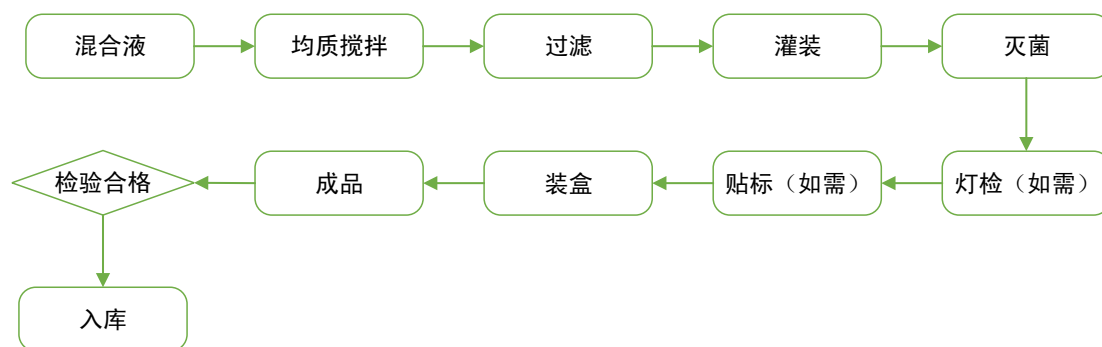 混合液
均质搅拌
过滤
灌装
灭菌
灯检（如需）
贴标（如需）
装盒
成品
检验合格
入库